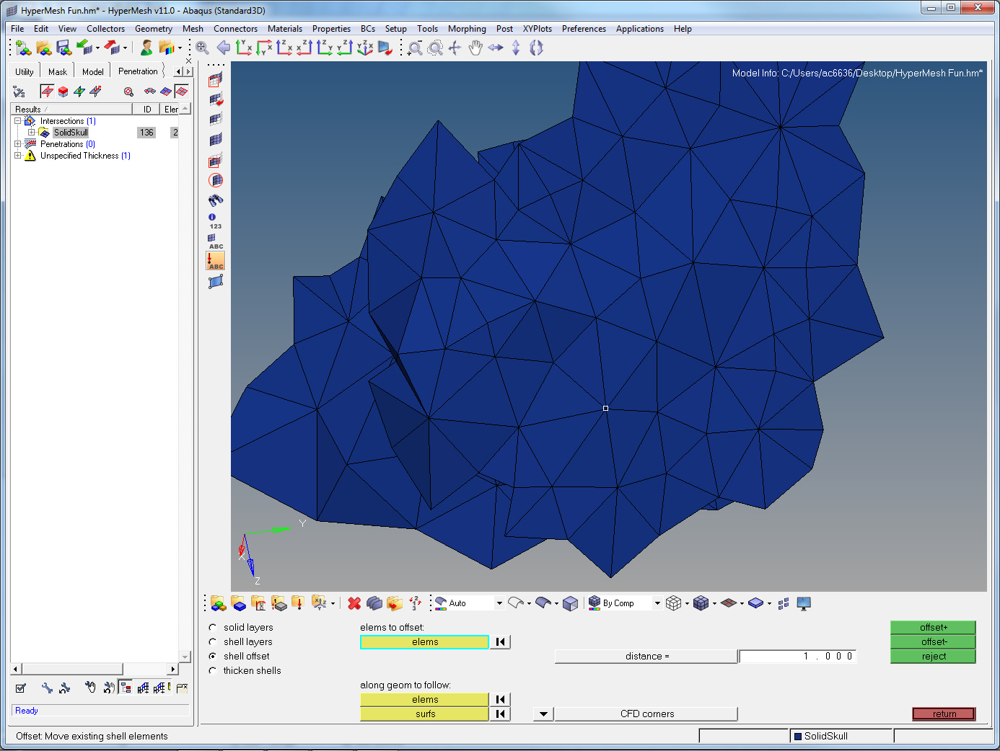 HyperMesh Fun.hm* - HyperMesh v11.0 - Abaqus (Standard3D)
File Edit View Collectors Geometry Mesh Connectors Materials Properties BCs Setup Tools Morphing Post XYPlots Preferences Applications Help
Utility Mask Model Penetration
Model Info: C:/Users/ac6636/Desktop/HyperMesh Fun.hm*
Results / ID Eler
Intersections (1)
SolidSkull 136 2
Penetrations (0)
Unspecified Thickness (1)
123
ABC
ABC
Y
X
Z
Auto By Comp
solid layers
shell layers
shell offset
thicken shells
elems to offset:
elems
along geom to follow:
elems
surfs
distance = 1 . 0 0 0
CFD corners
offset+
offset-
reject
return
Ready
Offset: Move existing shell elements
SolidSkull